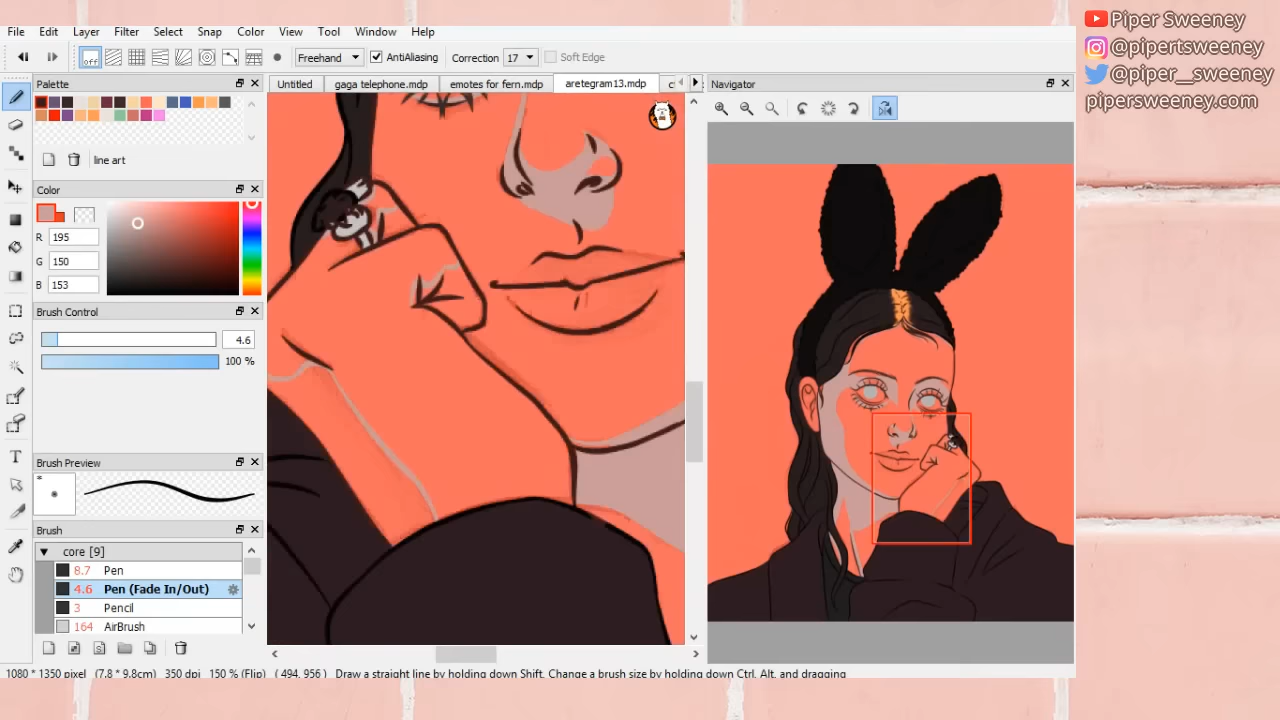 Piper Sweeney
@pipertsweeney
@piper__sweeney
pipersweeney.com
File Edit Layer Filter Select Snap Color View Tool Window Help
off Freehand AntiAliasing Correction 17 Soft Edge
Palette
Untitled gaga telephone.mdp emotes for fern.mdp aretegram13.mdp
Navigator
line art
Color
R 195
G 150
B 153
Brush Control
4.6
100 %
Brush Preview
*
Brush
core [9]
8.7 Pen
4.6 Pen (Fade In/Out)
3 Pencil
164 AirBrush
1080 * 1350 pixel (7.8 * 9.8cm) 350 dpi 150 % (Flip) ( 494, 956 ) Draw a straight line by holding down Shift, Change a brush size by holding down Ctrl, Alt, and dragging